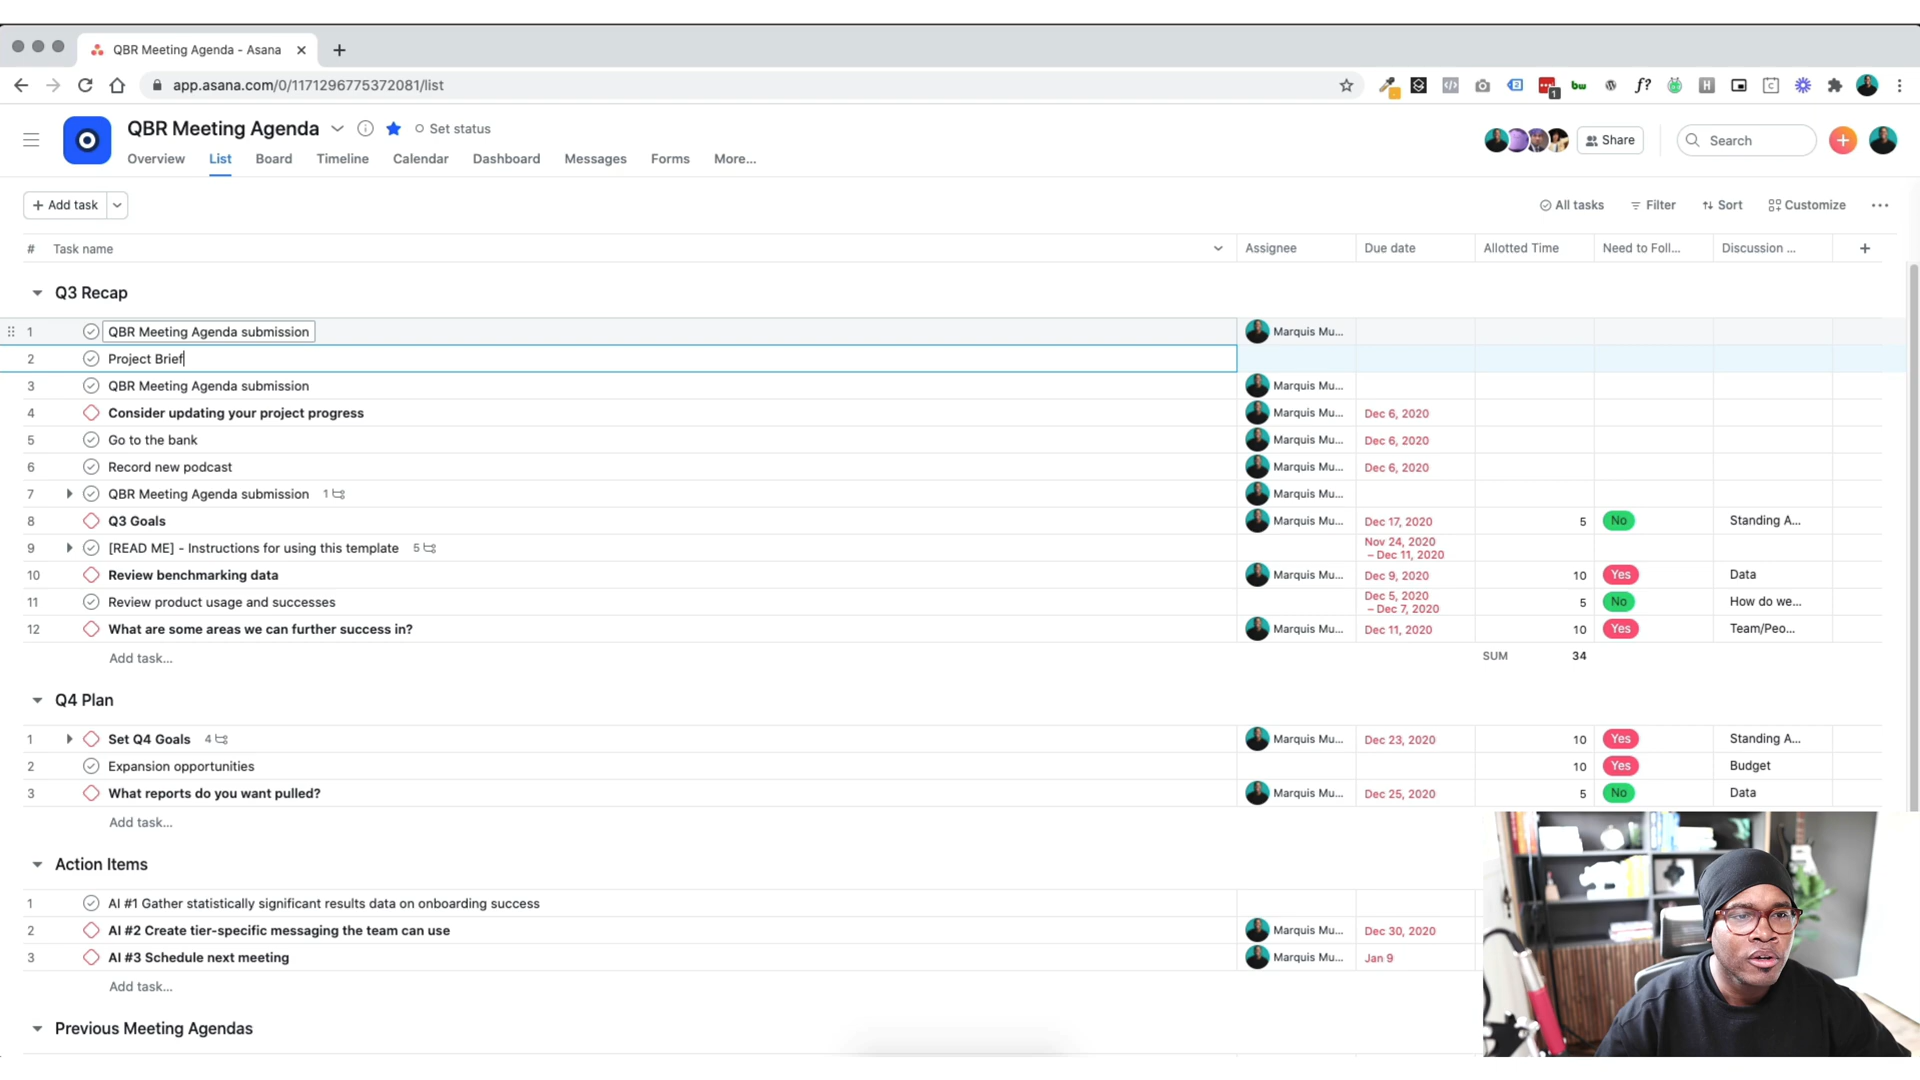 QBR Meeting Agenda - Asana
app.asana.com/0/1171296775372081/list
1
bw
f?
H
C
QBR Meeting Agenda
Set status
Share
Search
Overview
List
Board
Timeline
Calendar
Dashboard
Messages
Forms
More...
+ Add task
All tasks
Filter
Sort
Customize
# Task name Assignee Due date Allotted Time Need to Foll... Discussion ...
Q3 Recap
1 QBR Meeting Agenda submission Marquis Mu...
2 Project Brief
3 QBR Meeting Agenda submission Marquis Mu...
4 Consider updating your project progress Marquis Mu... Dec 6, 2020
5 Go to the bank Marquis Mu... Dec 6, 2020
6 Record new podcast Marquis Mu... Dec 6, 2020
7 QBR Meeting Agenda submission 1 Marquis Mu...
8 Q3 Goals Marquis Mu... Dec 17, 2020 5 No Standing A...
9 [READ ME] - Instructions for using this template 5 Nov 24, 2020
– Dec 11, 2020
10 Review benchmarking data Marquis Mu... Dec 9, 2020 10 Yes Data
11 Review product usage and successes Dec 5, 2020 5 No How do we...
– Dec 7, 2020
12 What are some areas we can further success in? Marquis Mu... Dec 11, 2020 10 Yes Team/Peo...
Add task... SUM 34
Q4 Plan
1 Set Q4 Goals 4 Marquis Mu... Dec 23, 2020 10 Yes Standing A...
2 Expansion opportunities 10 Yes Budget
3 What reports do you want pulled? Marquis Mu... Dec 25, 2020 5 No Data
Add task...
Action Items
1 AI #1 Gather statistically significant results data on onboarding success
2 AI #2 Create tier-specific messaging the team can use Marquis Mu... Dec 30, 2020
3 AI #3 Schedule next meeting Marquis Mu... Jan 9
Add task...
Previous Meeting Agendas